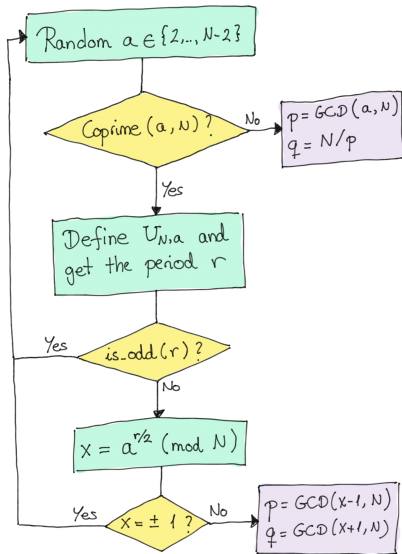 Random a ∈ {2,..,N-2}
Coprime (a, N) ?
No
p = GCD (a, N)
q = N/p
Yes
Define U_{N,a} and
get the period r
Yes
is_odd (r) ?
No
x = a^{r/2} (mod N)
Yes
x = ± 1 ?
No
p = GCD (x-1, N)
q = GCD (x+1, N)